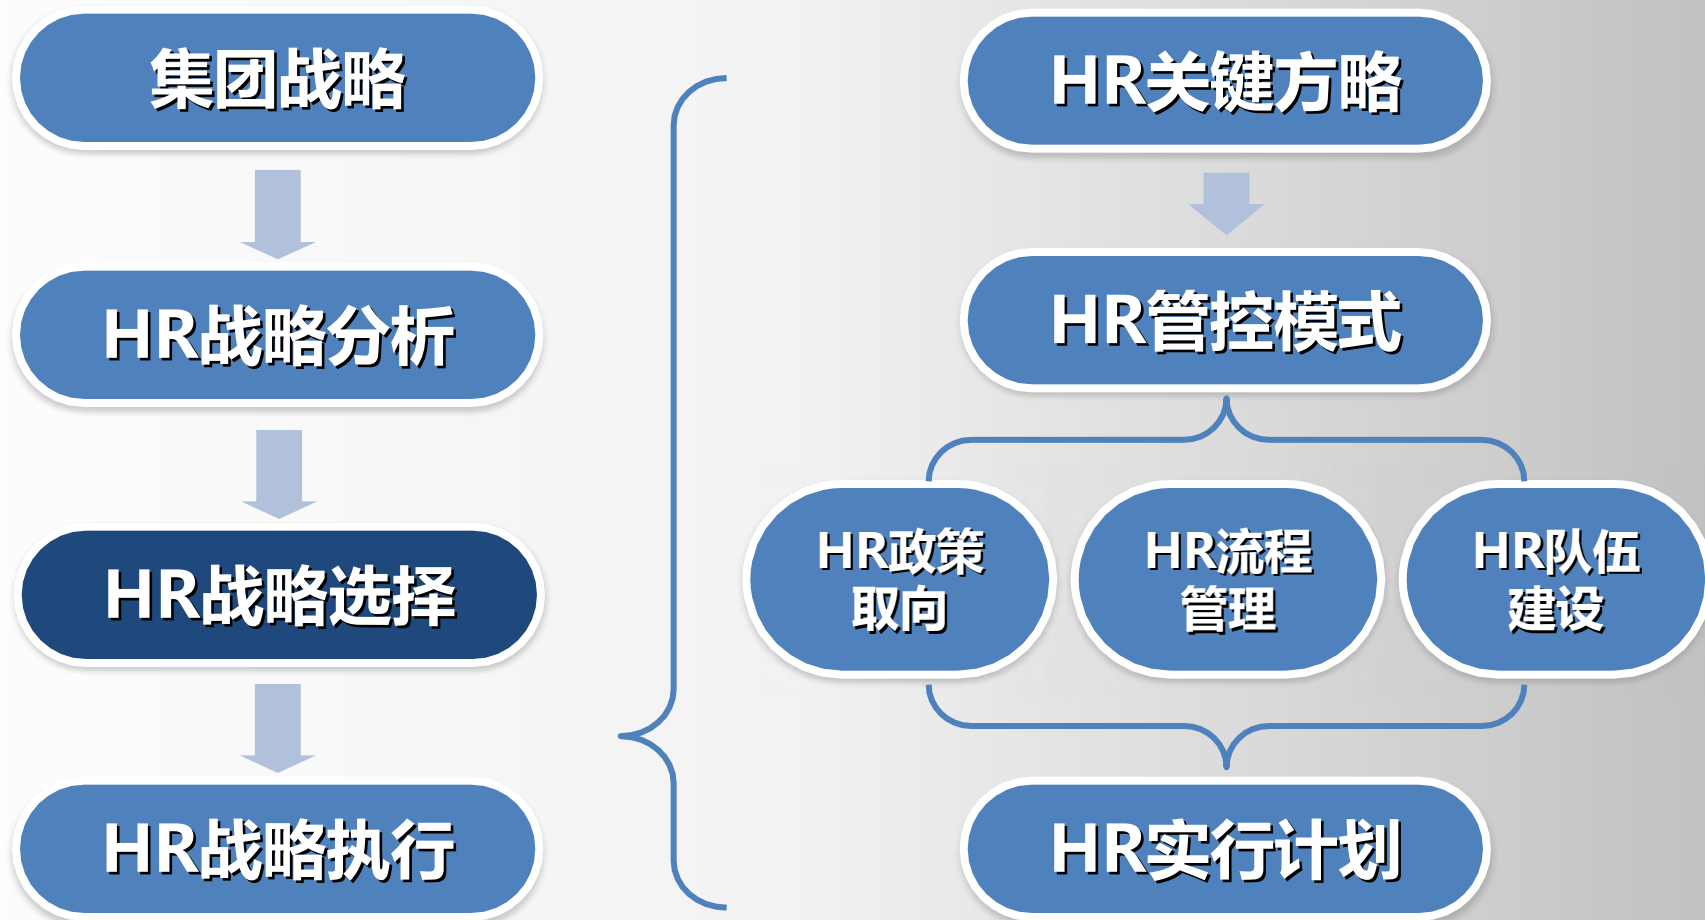 集团战略
HR战略分析
HR战略选择
HR战略执行
HR关键方略
HR管控模式
HR政策
取向
HR流程
管理
HR队伍
建设
HR实行计划